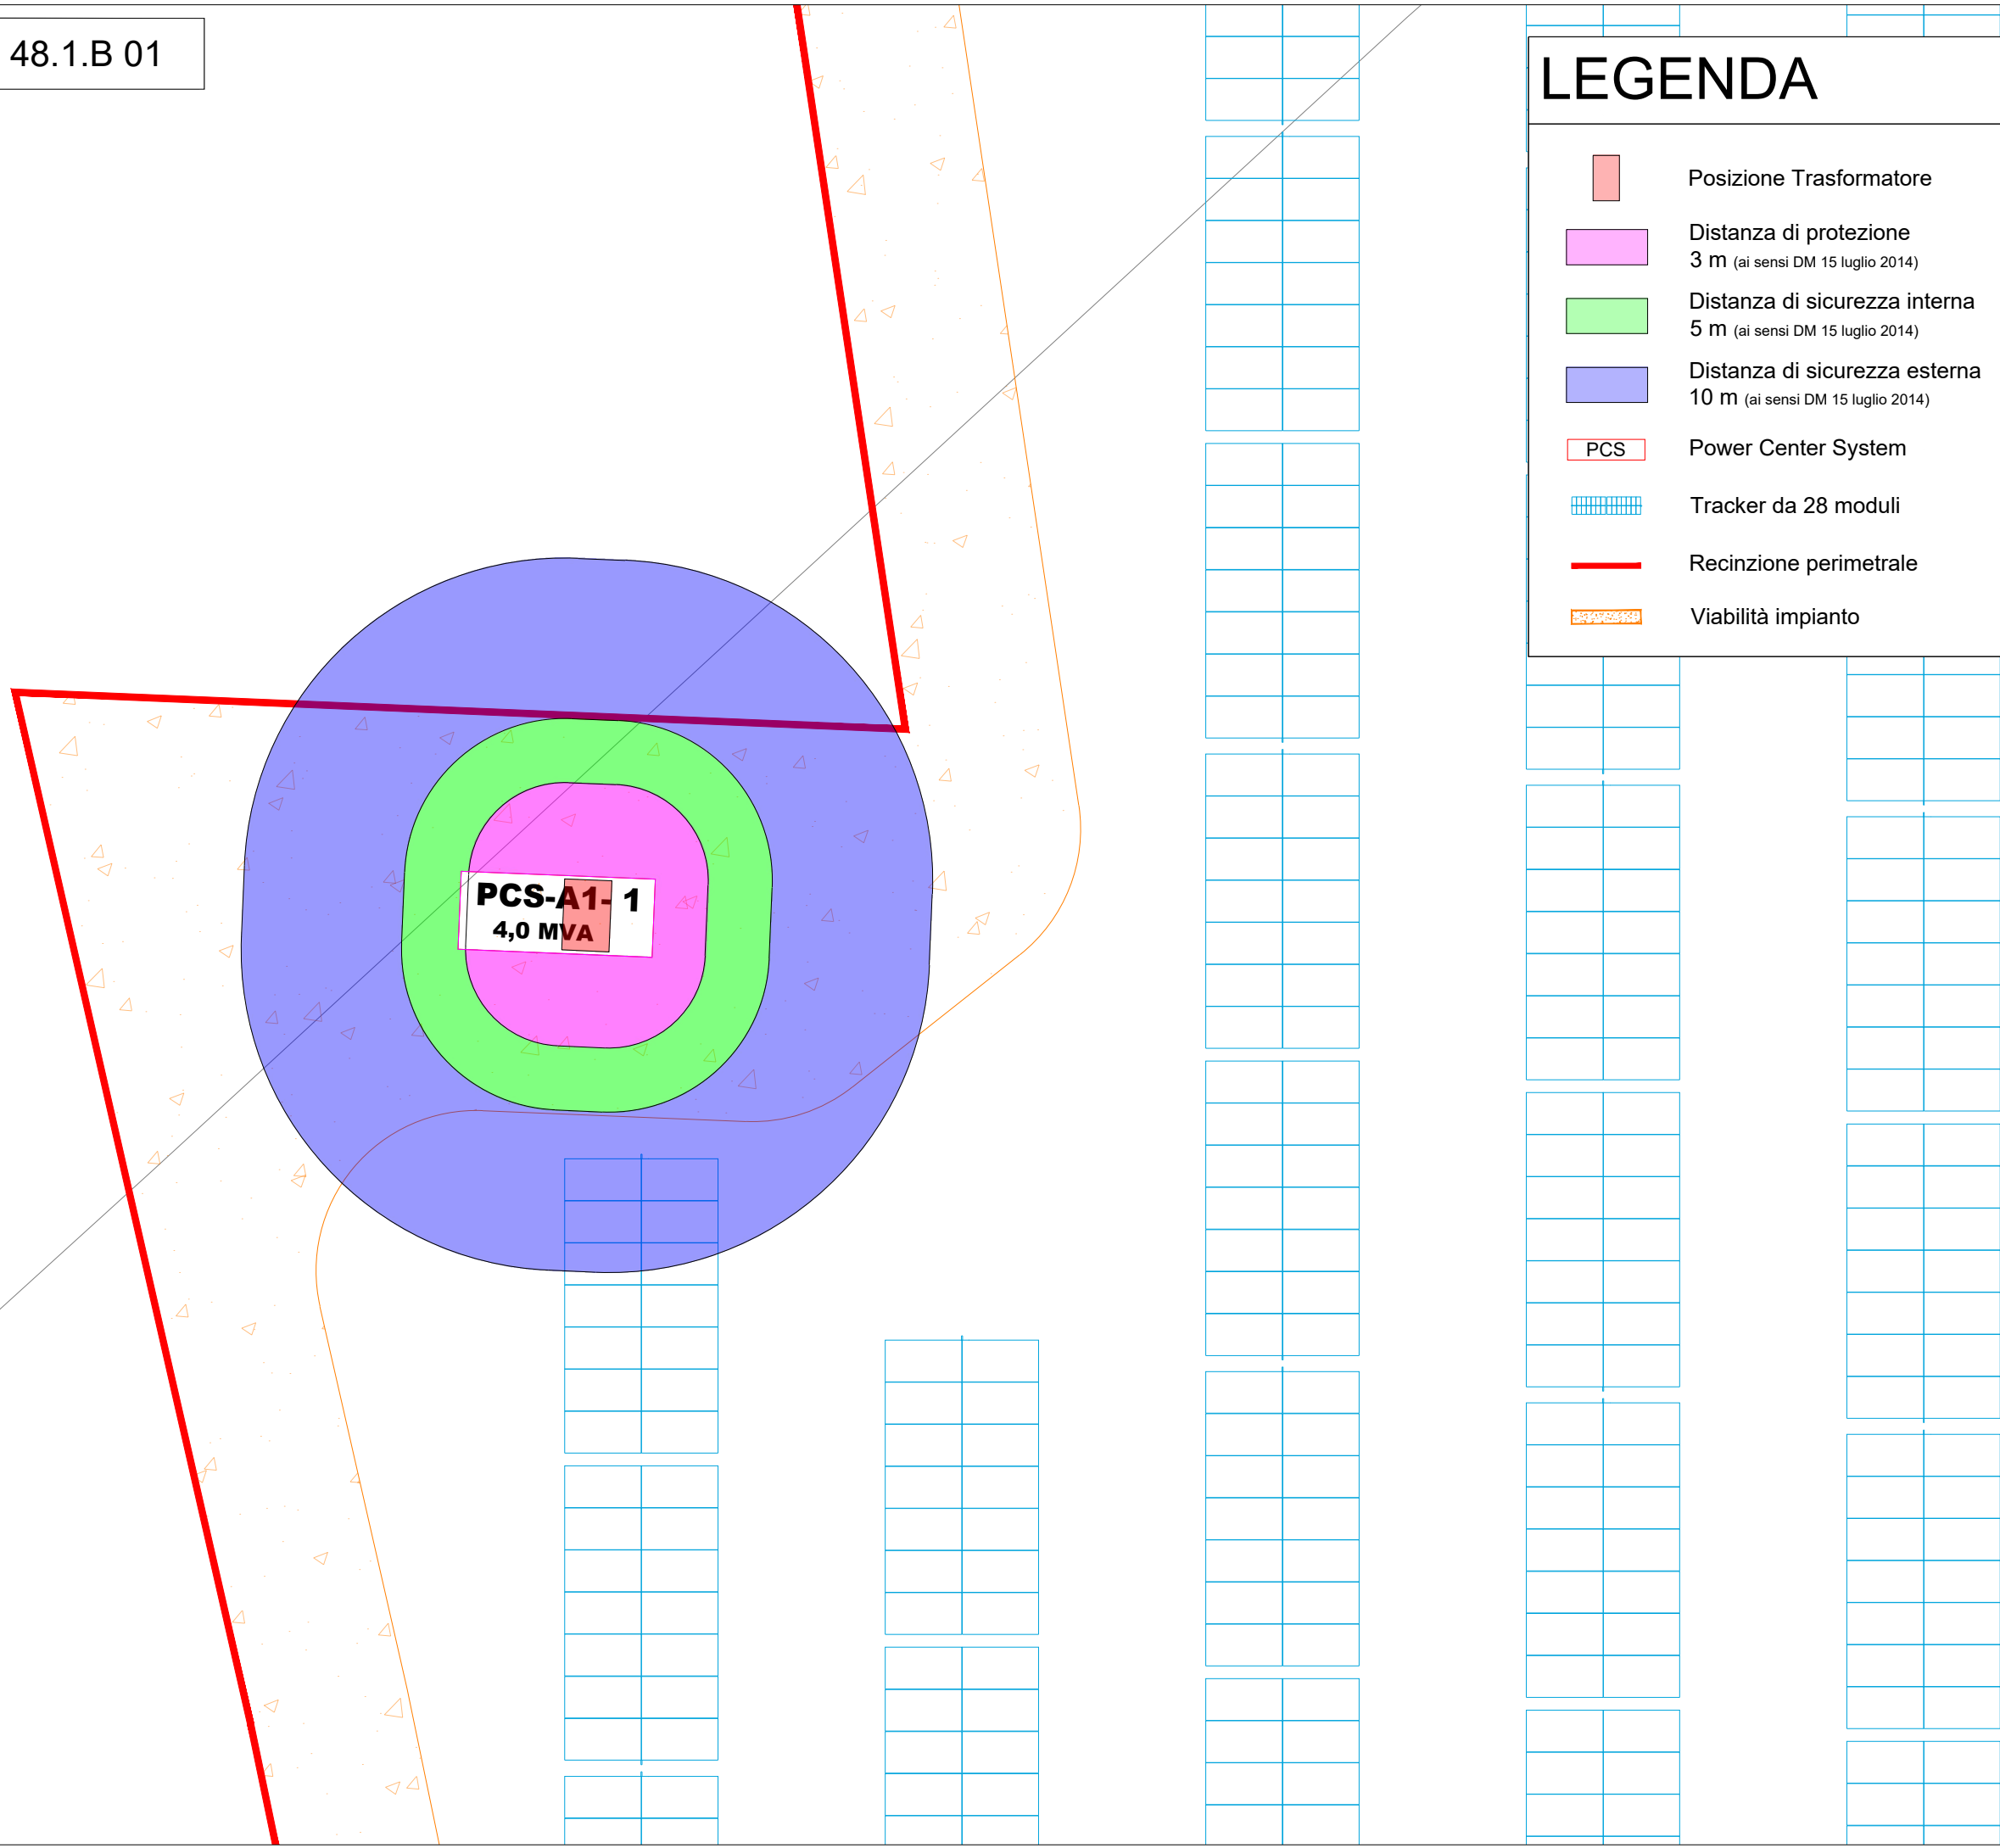 48.1.B 01
LEGENDA
Posizione Trasformatore
Distanza di protezione
3 m (ai sensi DM 15 luglio 2014)
Distanza di sicurezza interna
5 m (ai sensi DM 15 luglio 2014)
Distanza di sicurezza esterna
10 m (ai sensi DM 15 luglio 2014)
PCS Power Center System
Tracker da 28 moduli
Recinzione perimetrale
Viabilità impianto
PCS-A1- 1
4,0 MVA